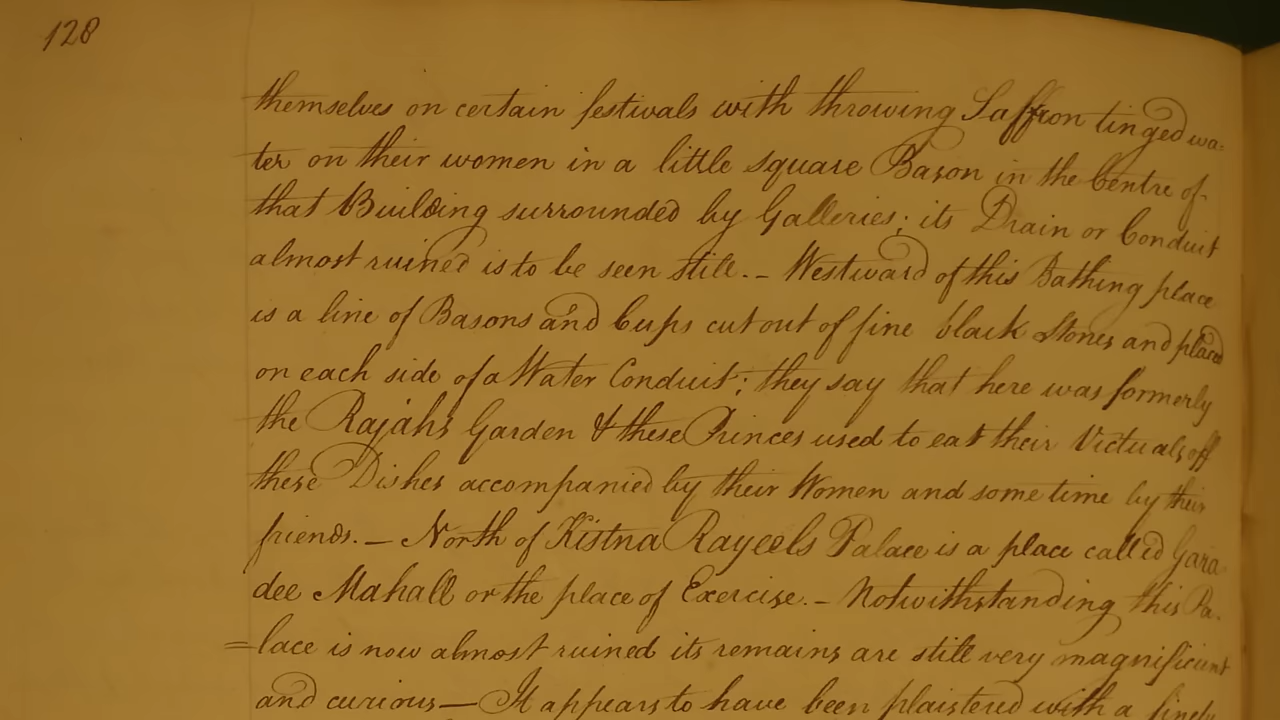 128
themselves on certain festivals with throwing Saffron tinged wa=
ter on their women in a little square Bason in the Centre of
that Building surrounded by Galleries; its Drain or Conduit
almost ruined is to be seen still. – Westward of this Bathing place
is a line of Basons and Cups cut out of fine black Stones and placed
on each side of a Water Conduit; they say that here was formerly
the Rajahs Garden & these Princes used to eat their Victuals off
these Dishes accompanied by their Women and some time by their
friends. – North of Kistna Rayeels Palace is a place called Gara
dee Mahall or the place of Exercise. – Notwithstanding this Pa.
=lace is now almost ruined its remains are still very magnificient
and curious – It appears to have been plaistered with a finely